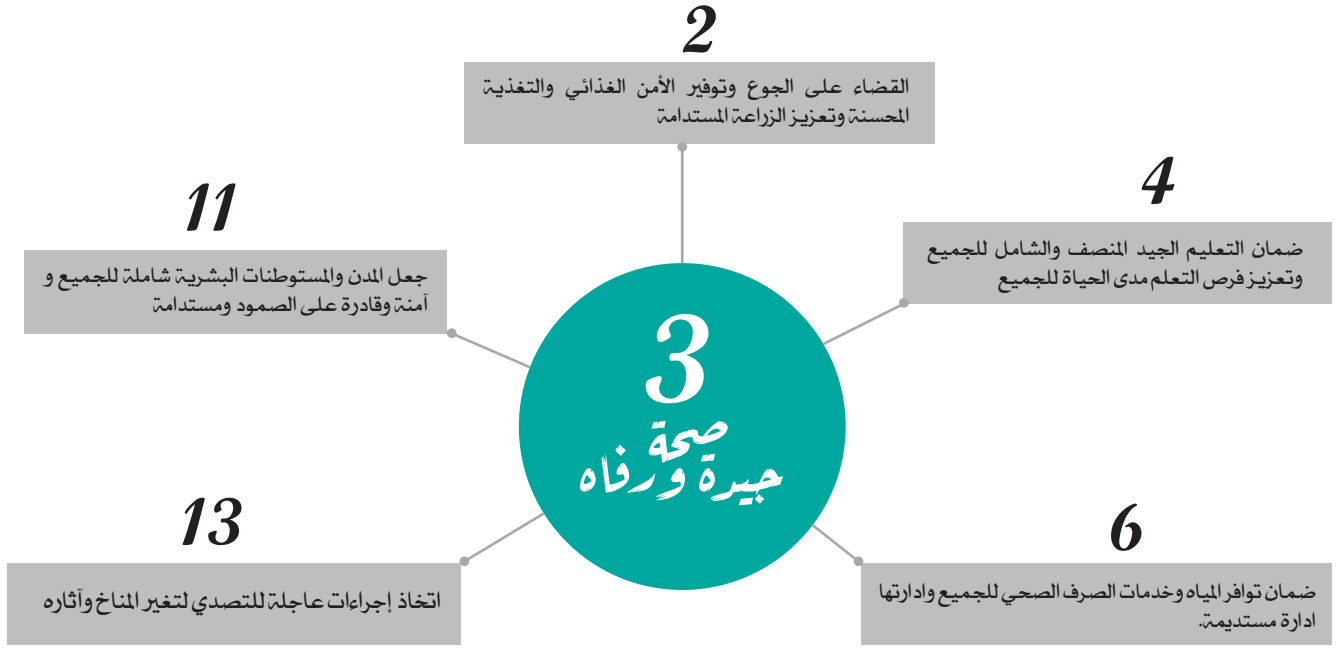 2
القضاء على الجوع وتوفير الأمن الغذائي والتغذية
المحسنة وتعزيز الزراعة المستدامة
4
ضمان التعليم الجيد المنصف والشامل للجميع
وتعزيز فرص التعلم مدى الحياة للجميع
11
جعل المدن والمستوطنات البشرية شاملة للجميع و
آمنة وقادرة على الصمود ومستدامة
3
صحة
جيدة ورفاه
6
ضمان توافر المياه وخدمات الصرف الصحي للجميع وادارتها
ادارة مستديمة.
13
اتخاذ إجراءات عاجلة للتصدي لتغير المناخ وآثاره